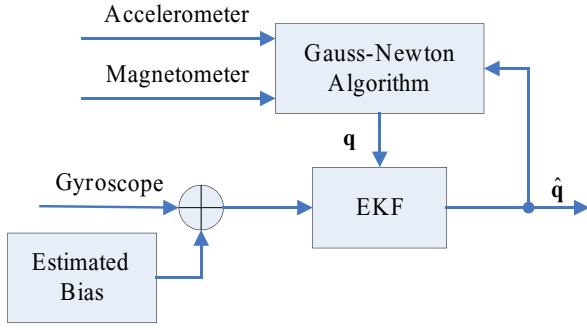 Accelerometer
Gauss-Newton
Algorithm
Magnetometer
q
Gyroscope
EKF
q̂
Estimated
Bias